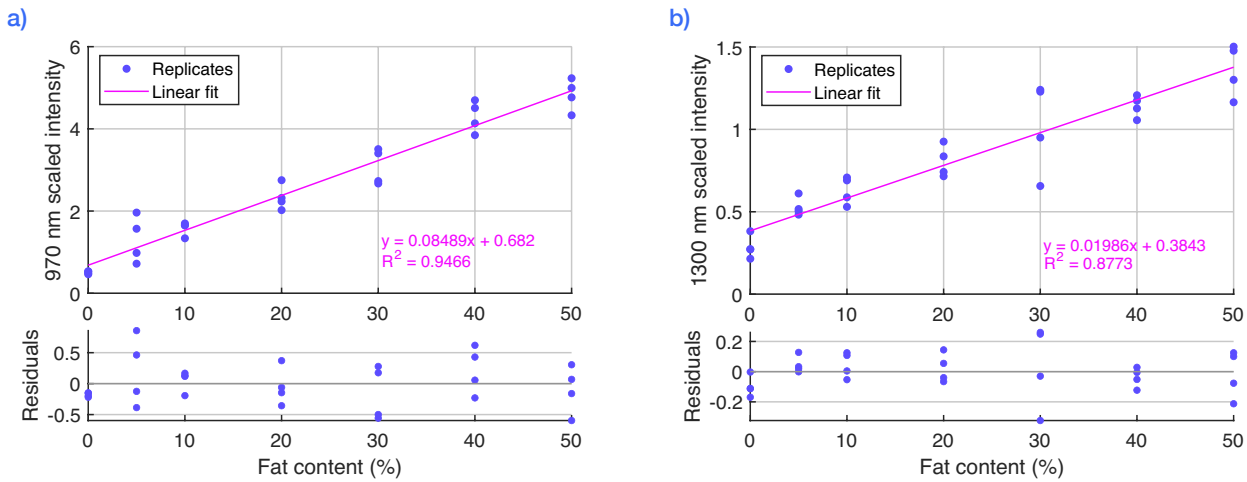 a)
6
4
2
0
970 nm scaled intensity
Replicates
Linear fit
y = 0.08489x + 0.682
R² = 0.9466
0 10 20 30 40 50
0.5
0
-0.5
Residuals
0 10 20 30 40 50
Fat content (%)
b)
1.5
1
0.5
0
1300 nm scaled intensity
Replicates
Linear fit
y = 0.01986x + 0.3843
R² = 0.8773
0 10 20 30 40 50
0.2
0
-0.2
Residuals
0 10 20 30 40 50
Fat content (%)